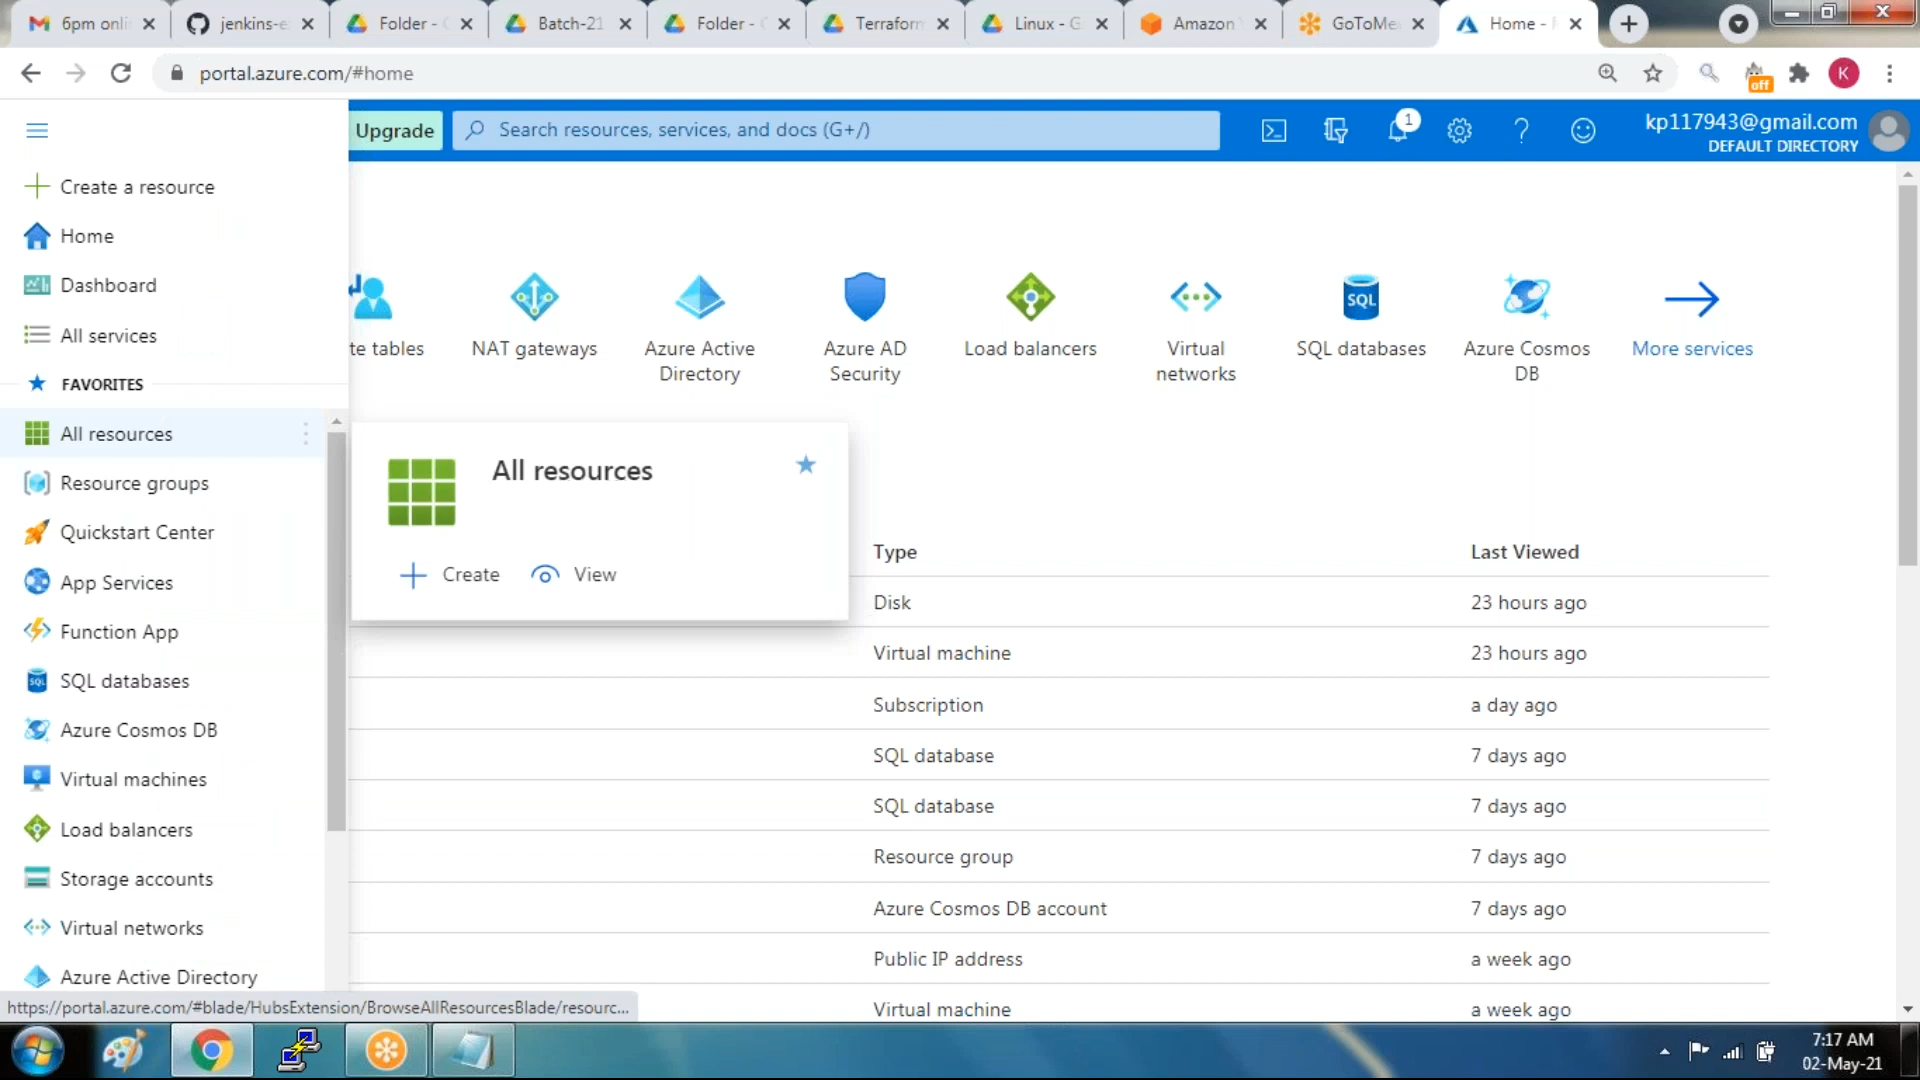 6pm onli
jenkins-e
Folder - 
Batch-21
Folder - 
Terraform
Linux - G
Amazon
GoToMe
Home -
portal.azure.com/#home
off
K
Upgrade
Search resources, services, and docs (G+/)
1
kp117943@gmail.com
DEFAULT DIRECTORY
Create a resource
Home
Dashboard
All services
FAVORITES
All resources
Resource groups
Quickstart Center
App Services
Function App
SQL databases
Azure Cosmos DB
Virtual machines
Load balancers
Storage accounts
Virtual networks
Azure Active Directory
te tables
NAT gateways
Azure Active
Directory
Azure AD
Security
Load balancers
Virtual
networks
SQL
SQL databases
Azure Cosmos
DB
More services
All resources
Create
View
Type
Last Viewed
Disk
23 hours ago
Virtual machine
23 hours ago
Subscription
a day ago
SQL database
7 days ago
SQL database
7 days ago
Resource group
7 days ago
Azure Cosmos DB account
7 days ago
Public IP address
a week ago
Virtual machine
a week ago
https://portal.azure.com/#blade/HubsExtension/BrowseAllResourcesBlade/resourc...
7:17 AM
02-May-21